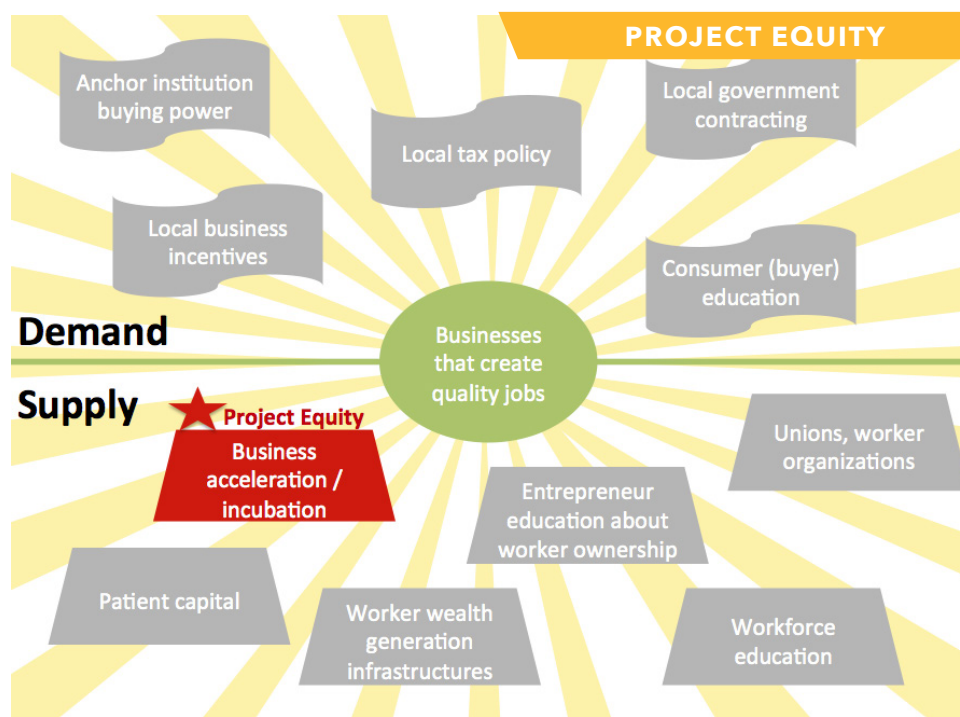 PROJECT EQUITY
Anchor institution
buying power
Local tax policy
Local government
contracting
Local business
incentives
Consumer (buyer)
education
Demand
Businesses
that create
quality jobs
Supply
Project Equity
Business
acceleration /
incubation
Unions, worker
organizations
Entrepreneur
education about
worker ownership
Patient capital
Worker wealth
generation
infrastructures
Workforce
education